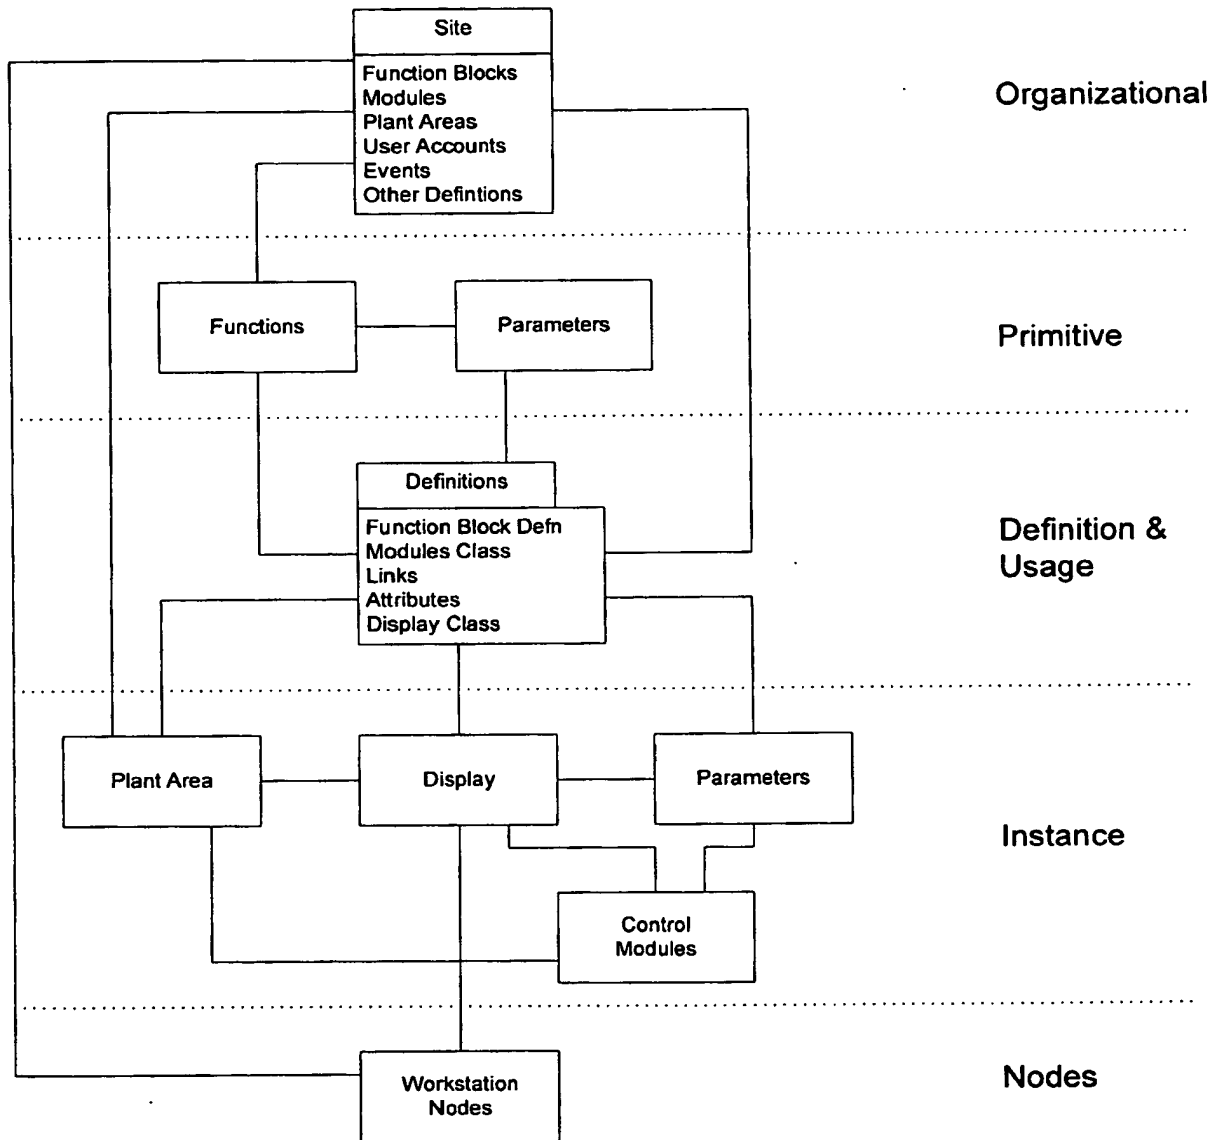 Site
Function Blocks
Modules
Plant Areas
User Accounts
Events
Other Defintions
Organizational
Functions
Parameters
Primitive
Definitions
Function Block Defn
Modules Class
Links
Attributes
Display Class
Definition &
Usage
Plant Area
Display
Parameters
Instance
Control
Modules
Workstation
Nodes
Nodes